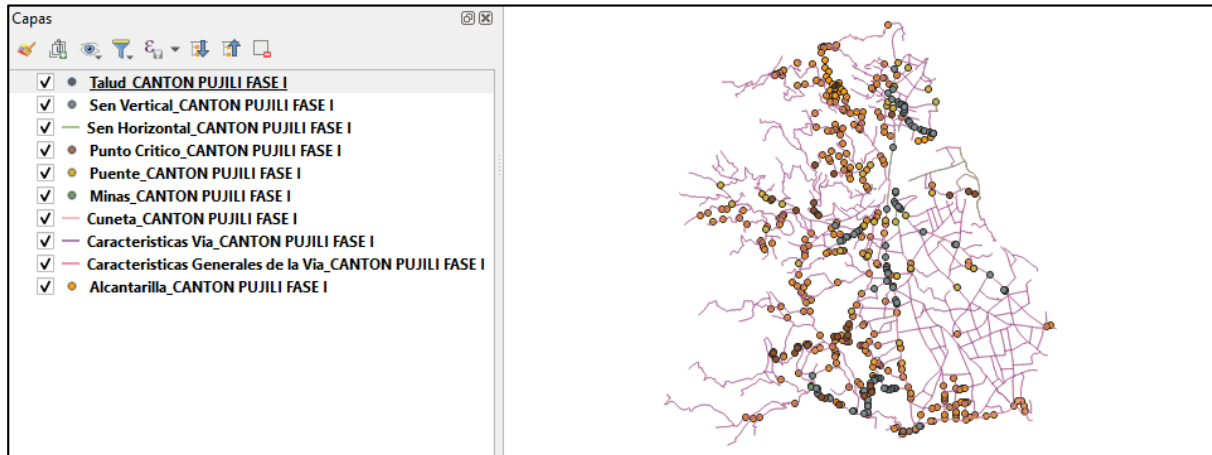 Capas
Talud_CANTON PUJILI FASE I
Sen Vertical_CANTON PUJILI FASE I
Sen Horizontal_CANTON PUJILI FASE I
Punto Critico_CANTON PUJILI FASE I
Puente_CANTON PUJILI FASE I
Minas_CANTON PUJILI FASE I
Cuneta_CANTON PUJILI FASE I
Caracteristicas Via_CANTON PUJILI FASE I
Caracteristicas Generales de la Via_CANTON PUJILI FASE I
Alcantarilla_CANTON PUJILI FASE I